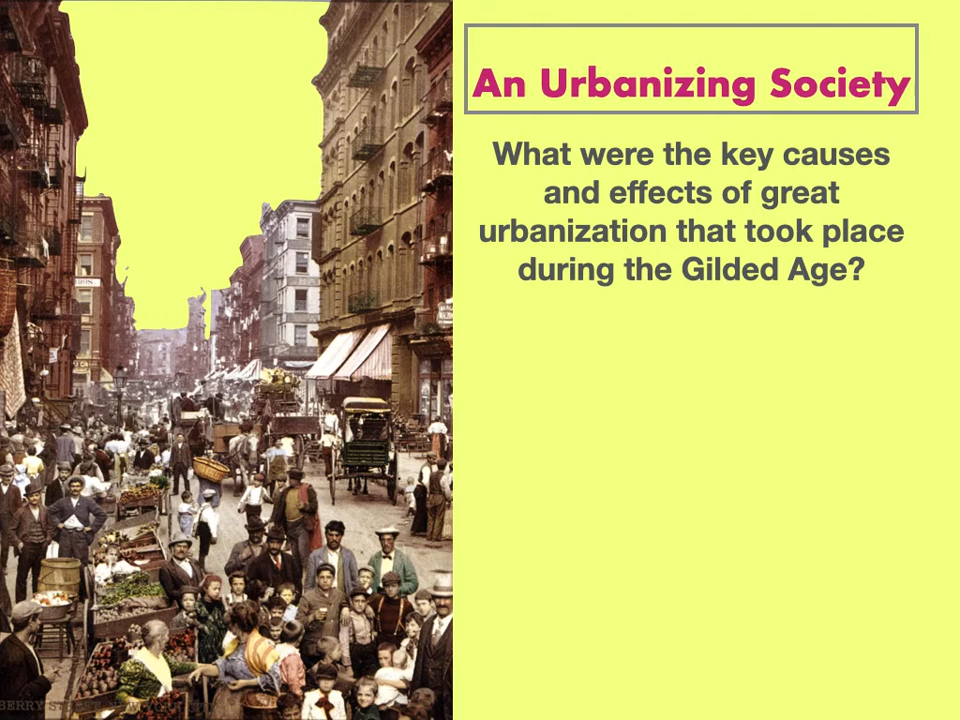 An Urbanizing Society
What were the key causes
and effects of great
urbanization that took place
during the Gilded Age?
BERRY